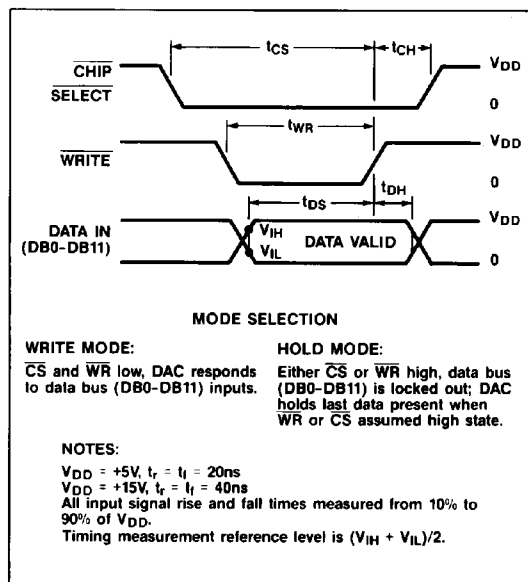 tCS
tCH
CHIP
SELECT
VDD
0
tWR
WRITE
VDD
0
tDS
tDH
DATA IN
(DB0-DB11)
VIH
VIL
DATA VALID
VDD
0
MODE SELECTION
WRITE MODE:
CS and WR low, DAC responds
to data bus (DB0-DB11) inputs.
HOLD MODE:
Either CS or WR high, data bus
(DB0-DB11) is locked out; DAC
holds last data present when
WR or CS assumed high state.
NOTES:
VDD = +5V, tr = tf = 20ns
VDD = +15V, tr = tf = 40ns
All input signal rise and fall times measured from 10% to
90% of VDD.
Timing measurement reference level is (VIH + VIL)/2.